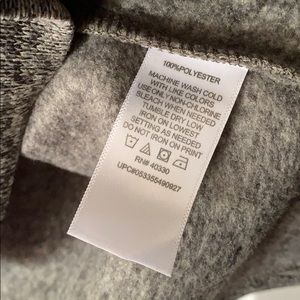 100%POLYESTER
MACHINE WASH COLD
WITH LIKE COLORS
USE ONLY NON-CHLORINE
BLEACH WHEN NEEDED
TUMBLE DRY LOW
IRON ON LOWEST
SETTING AS NEEDED
DO NOT IRON ON PRINT
RN# 40330
UPC#053355490927